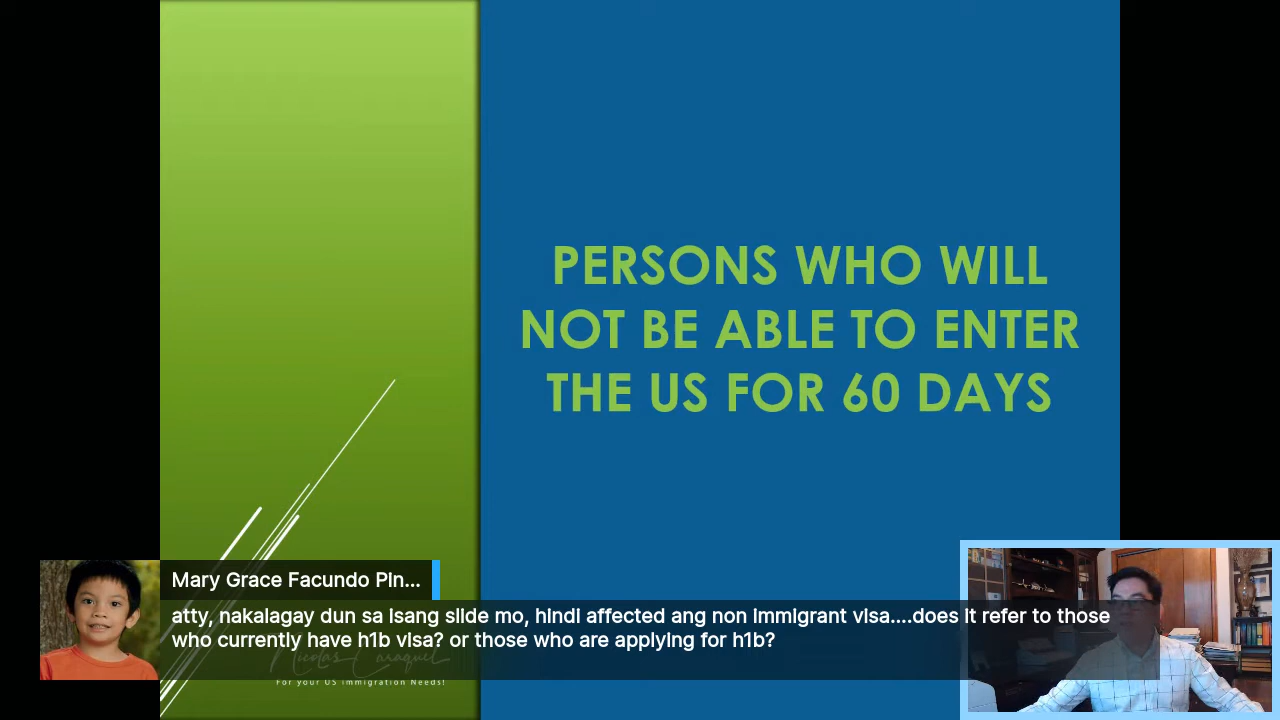 PERSONS WHO WILL
NOT BE ABLE TO ENTER
THE US FOR 60 DAYS
Mary Grace Facundo Pin...
atty, nakalagay dun sa isang slide mo, hindi affected ang non immigrant visa....does it refer to those
who currently have h1b visa? or those who are applying for h1b?
Nicolas Caraquel
For your US immigration Needs!